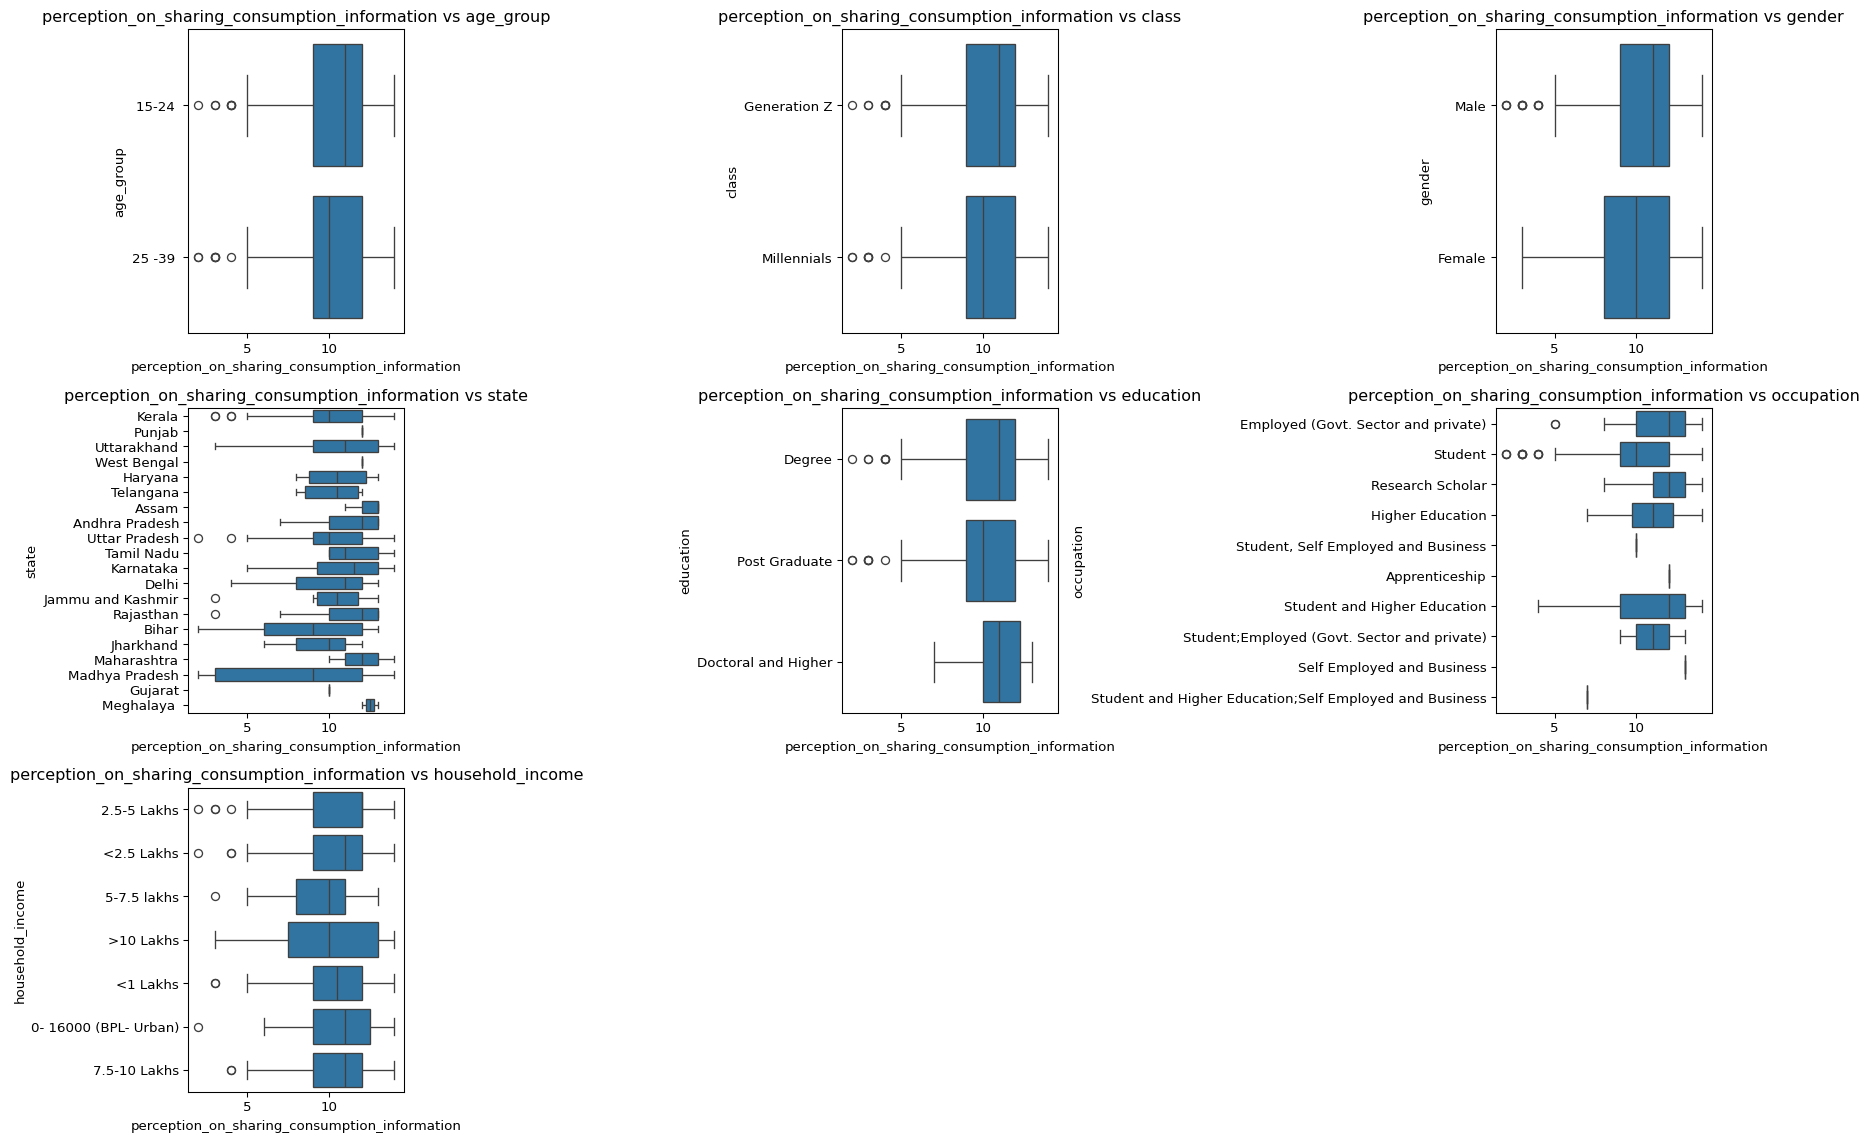 perception_on_sharing_consumption_information vs age_group
15-24
25 -39
age_group
5 10
perception_on_sharing_consumption_information
perception_on_sharing_consumption_information vs class
Generation Z
Millennials
class
5 10
perception_on_sharing_consumption_information
perception_on_sharing_consumption_information vs gender
Male
Female
gender
5 10
perception_on_sharing_consumption_information
perception_on_sharing_consumption_information vs state
Kerala
Punjab
Uttarakhand
West Bengal
Haryana
Telangana
Assam
Andhra Pradesh
Uttar Pradesh
Tamil Nadu
Karnataka
Delhi
Jammu and Kashmir
Rajasthan
Bihar
Jharkhand
Maharashtra
Madhya Pradesh
Gujarat
Meghalaya
state
5 10
perception_on_sharing_consumption_information
perception_on_sharing_consumption_information vs education
Degree
Post Graduate
Doctoral and Higher
education
5 10
perception_on_sharing_consumption_information
perception_on_sharing_consumption_information vs occupation
Employed (Govt. Sector and private)
Student
Research Scholar
Higher Education
Student, Self Employed and Business
Apprenticeship
Student and Higher Education
Student;Employed (Govt. Sector and private)
Self Employed and Business
Student and Higher Education;Self Employed and Business
occupation
5 10
perception_on_sharing_consumption_information
perception_on_sharing_consumption_information vs household_income
2.5-5 Lakhs
<2.5 Lakhs
5-7.5 lakhs
>10 Lakhs
<1 Lakhs
0- 16000 (BPL- Urban)
7.5-10 Lakhs
household_income
5 10
perception_on_sharing_consumption_information